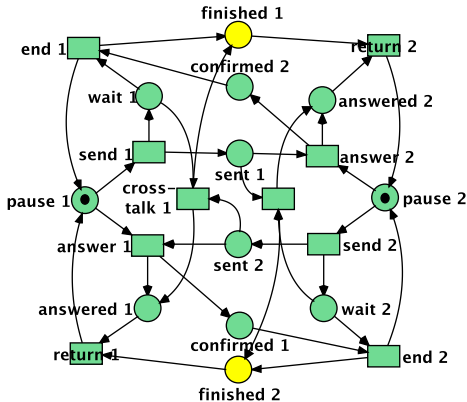 finished 1
end 1
return 2
confirmed 2
wait 1
answered 2
send 1
answer 2
sent 1
cross-
talk 1
pause 1
pause 2
answer 1
send 2
sent 2
answered 1
wait 2
confirmed 1
return 1
end 2
finished 2